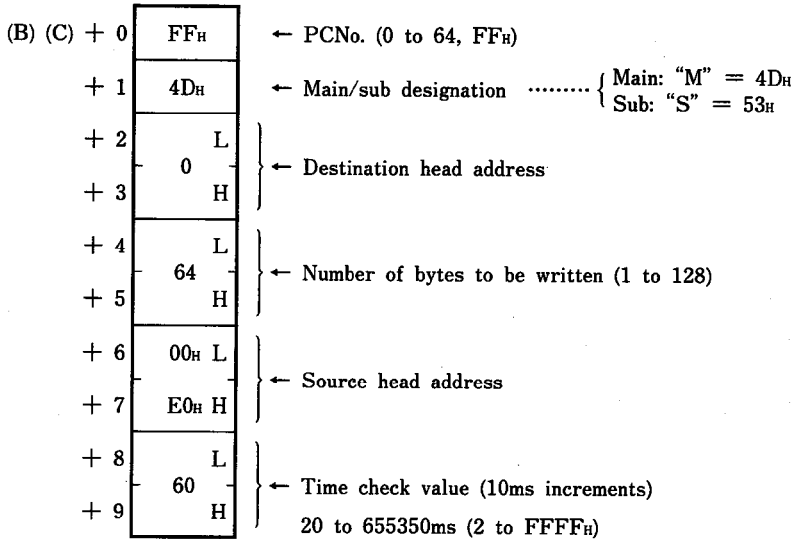 (B) (C) + 0 FFH ← PCNo. (0 to 64, FFH)
+ 1 4DH ← Main/sub designation ········· { Main: “M” = 4DH
Sub: “S” = 53H
+ 2 L
0 ← Destination head address
+ 3 H
+ 4 L
64 ← Number of bytes to be written (1 to 128)
+ 5 H
+ 6 00H L
← Source head address
+ 7 E0H H
+ 8 L
60 ← Time check value (10ms increments)
+ 9 H 20 to 655350ms (2 to FFFFH)